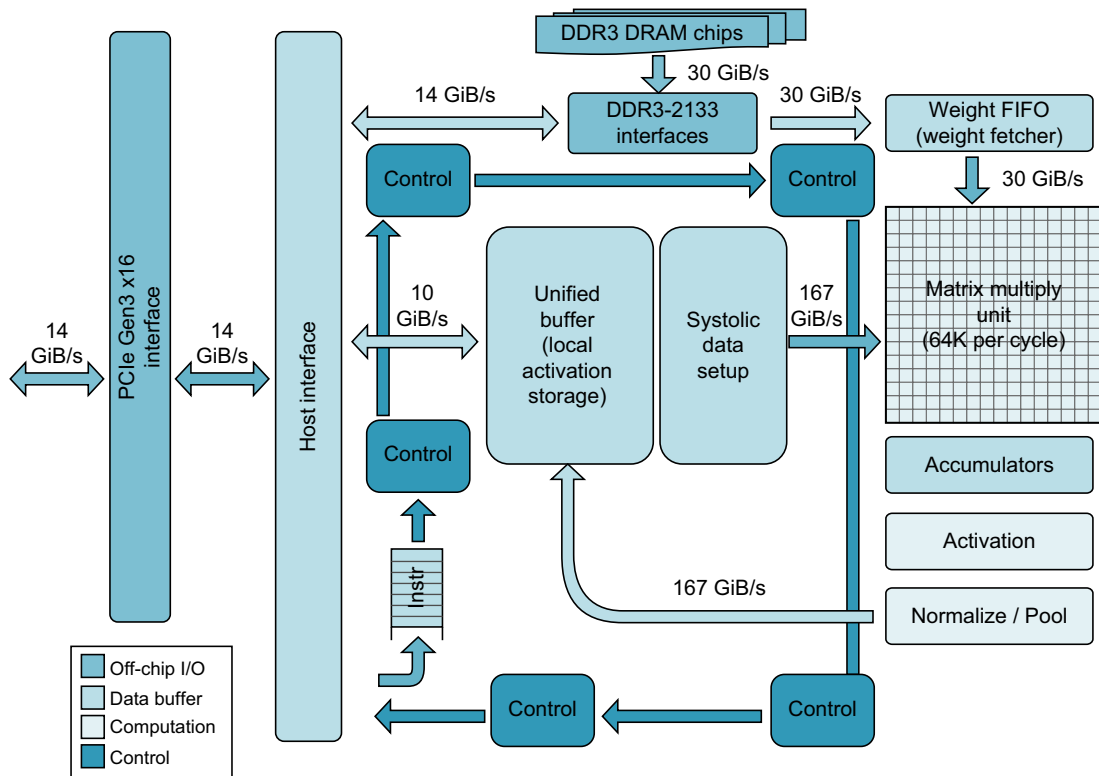 DDR3 DRAM chips
30 GiB/s
14 GiB/s
DDR3-2133
interfaces
30 GiB/s
Weight FIFO
(weight fetcher)
30 GiB/s
Control
Control
PCIe Gen3 x16
interface
Host interface
14
GiB/s
14
GiB/s
10
GiB/s
Unified
buffer
(local
activation
storage)
Systolic
data
setup
167
GiB/s
Matrix multiply
unit
(64K per cycle)
Control
Accumulators
Activation
Instr
167 GiB/s
Normalize / Pool
Control
Control
Off-chip I/O
Data buffer
Computation
Control